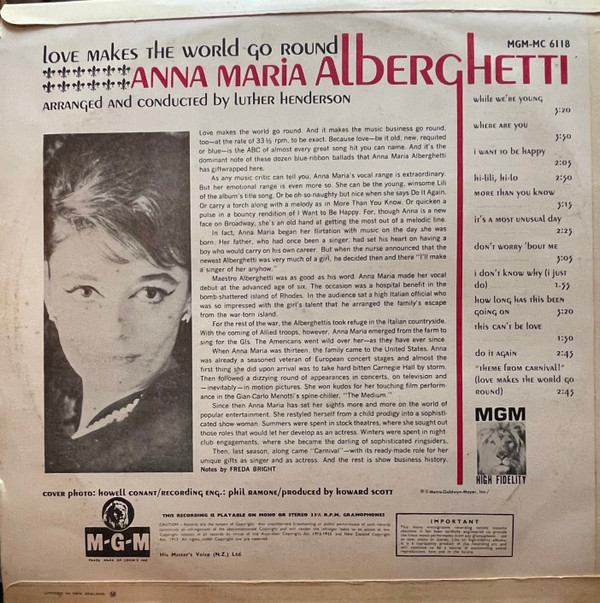 love makes the world go round
MGM-MC 6118
ANNA MARIA ALBERGHETTI
arranged and conducted by luther henderson
while we're young
3:20
where are you
3:50
i want to be happy
2:05
hi-lili, hi-lo 2:50
more than you know
3:15
it's a most unusual day
2:25
don't worry 'bout me
3:05
i don't know why (i just
do) 1.55
how long has this been
going on 3:20
this can't be love
1:50
do it again 2:45
"theme from carnival!"
(love makes the world go
round) 2:45
Love makes the world go round. And it makes the music business go round,
too—at the rate of 33⅓ rpm, to be exact. Because love—be it old, new, requited
or blue—is the ABC of almost every great song hit you can name. And it's the
dominant note of these dozen blue-ribbon ballads that Anna Maria Alberghetti
has giftwrapped here.
As any music critic can tell you, Anna Maria's vocal range is extraordinary.
But her emotional range is even more so. She can be the young, winsome Lili
of the album's title song. Or be oh-so-naughty but nice when she says Do It Again.
Or carry a torch along with a melody as in More Than You Know. Or quicken a
pulse in a bouncy rendition of I Want to Be Happy. For, though Anna is a new
face on Broadway, she's an old hand at getting the most out of a melodic line.
In fact, Anna Maria began her flirtation with music on the day she was
born. Her father, who had once been a singer, had set his heart on having a
boy who would carry on his own career. But when the nurse announced that the
newest Alberghetti was very much of a girl, he decided then and there "I'll make
a singer of her anyhow."
Maestro Alberghetti was as good as his word. Anna Maria made her vocal
debut at the advanced age of six. The occasion was a hospital benefit in the
bomb-shattered island of Rhodes. In the audience sat a high Italian official who
was so impressed with the girl's talent that he arranged the family's escape
from the war-torn island.
For the rest of the war, the Alberghettis took refuge in the Italian countryside.
With the coming of Allied troops, however, Anna Maria emerged from the farm to
sing for the GIs. The Americans went wild over her—as they have ever since.
When Anna Maria was thirteen, the family came to the United States. Anna
was already a seasoned veteran of European concert stages and almost the
first thing she did upon arrival was to take hard bitten Carnegie Hall by storm.
Then followed a dizzying round of appearances in concerts, on television and
—inevitably—in motion pictures. She won kudos for her touching film perform-
ance in the Gian-Carlo Menotti's spine-chiller, "The Medium."
Since then Anna Maria has set her sights more and more on the world of
popular entertainment. She restyled herself from a child prodigy into a sophisti-
cated show woman. Summers were spent in stock theatres, where she sought out
those roles that would let her develop as an actress. Winters were spent in night-
club engagements, where she became the darling of sophisticated ringsiders.
Then, last season, along came "Carnival"—with its ready-made role for her
unique gifts as singer and as actress. And the rest is show business history.
Notes by FREDA BRIGHT
MGM
HIGH FIDELITY
cover photo: howell conant/recording eng.: phil ramone/produced by howard scott
M-G-M
His Master's Voice (N.Z.) Ltd
THIS RECORDING IS PLAYABLE ON MONO OR STEREO 33⅓ R.P.M. GRAMOPHONES
IMPORTANT